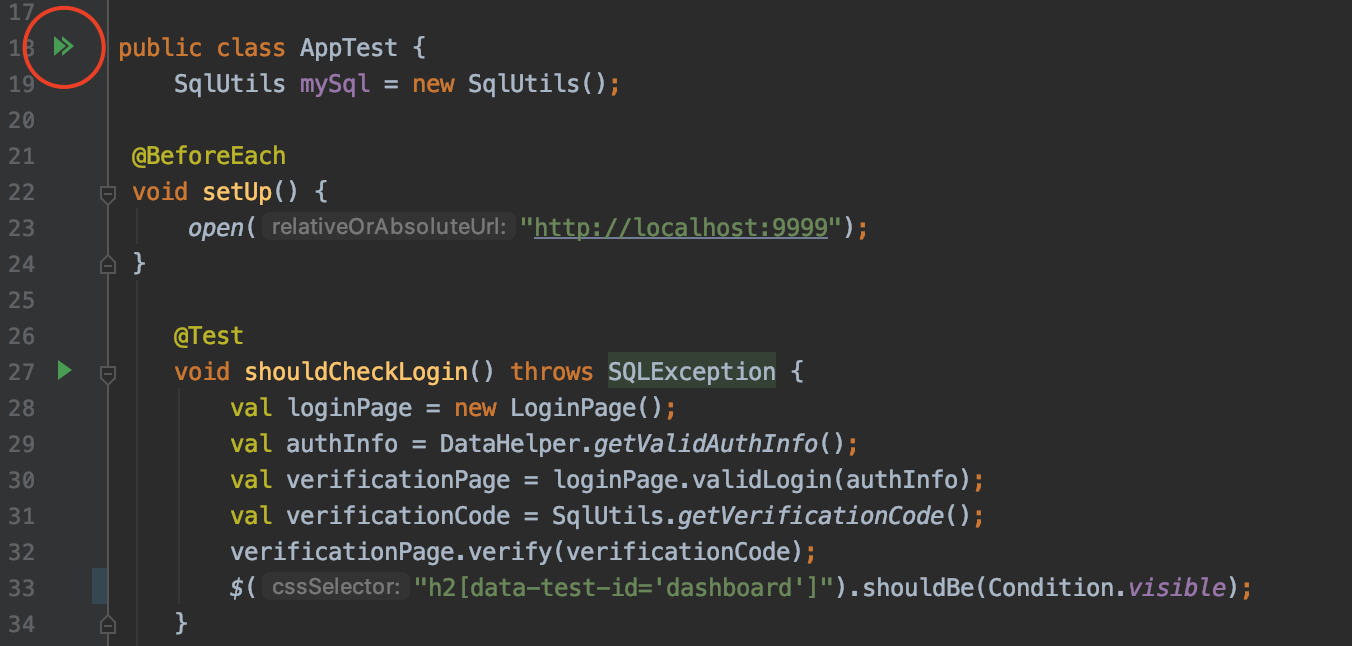 17
18 public class AppTest {
19 SqlUtils mySql = new SqlUtils();
20
21 @BeforeEach
22 void setUp() {
23 open( relativeOrAbsoluteUrl: "http://localhost:9999");
24 }
25
26 @Test
27 void shouldCheckLogin() throws SQLException {
28 val loginPage = new LoginPage();
29 val authInfo = DataHelper.getValidAuthInfo();
30 val verificationPage = loginPage.validLogin(authInfo);
31 val verificationCode = SqlUtils.getVerificationCode();
32 verificationPage.verify(verificationCode);
33 $( cssSelector: "h2[data-test-id='dashboard']").shouldBe(Condition.visible);
34 }